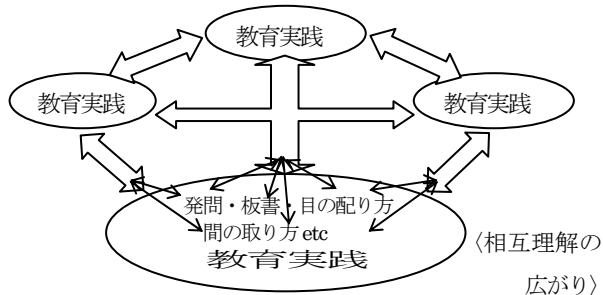 教育実践
教育実践
教育実践
発問・板書・目の配り方
間の取り方 etc
教育実践
〈相互理解の
広がり〉